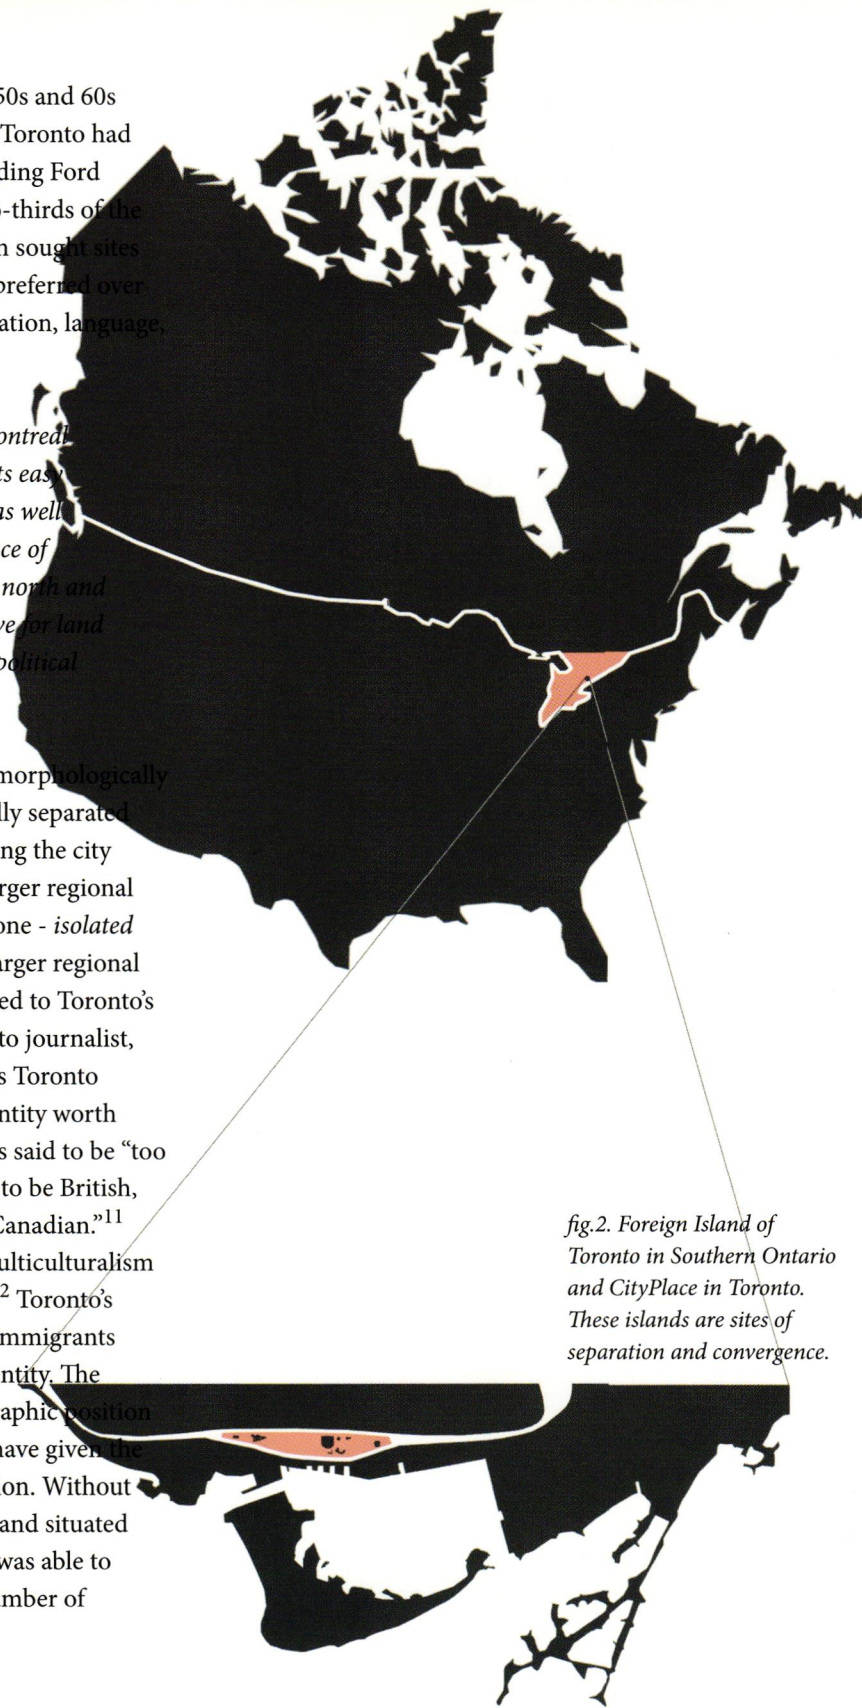 50s and 60s
Toronto had
ding Ford
-thirds of the
n sought sites
preferred over
ation, language,
ontreal
ts easy
as well
ce of
north and
ve for land
political
morphologically
lly separated
ing the city
rger regional
one - isolated
arger regional
ed to Toronto's
to journalist,
s Toronto
ntity worth
s said to be “too
to be British,
Canadian.”11
ulticulturalism
2 Toronto's
mmigrants
ntity. The
aphic position
have given the
ion. Without
and situated
was able to
mber of
fig.2. Foreign Island of
Toronto in Southern Ontario
and CityPlace in Toronto.
These islands are sites of
separation and convergence.